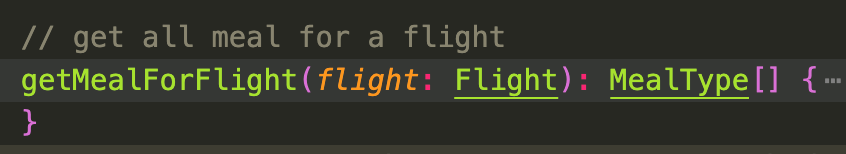 // get all meal for a flight
getMealForFlight(flight: Flight): MealType[] {…
}